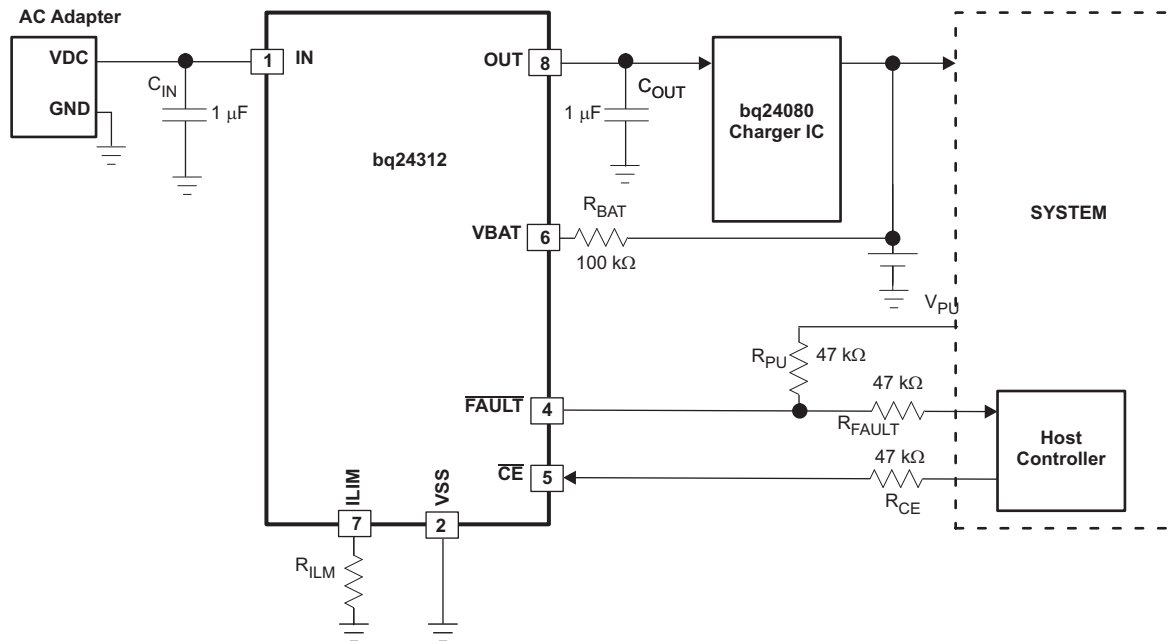 AC Adapter
VDC
GND
C_IN
1 μF
1
IN
bq24312
OUT
8
C_OUT
1 μF
bq24080
Charger IC
SYSTEM
VBAT
6
R_BAT
100 kΩ
V_PU
R_PU
47 kΩ
FAULT
4
47 kΩ
R_FAULT
Host
Controller
CE
5
47 kΩ
R_CE
ILIM
7
VSS
2
R_ILM